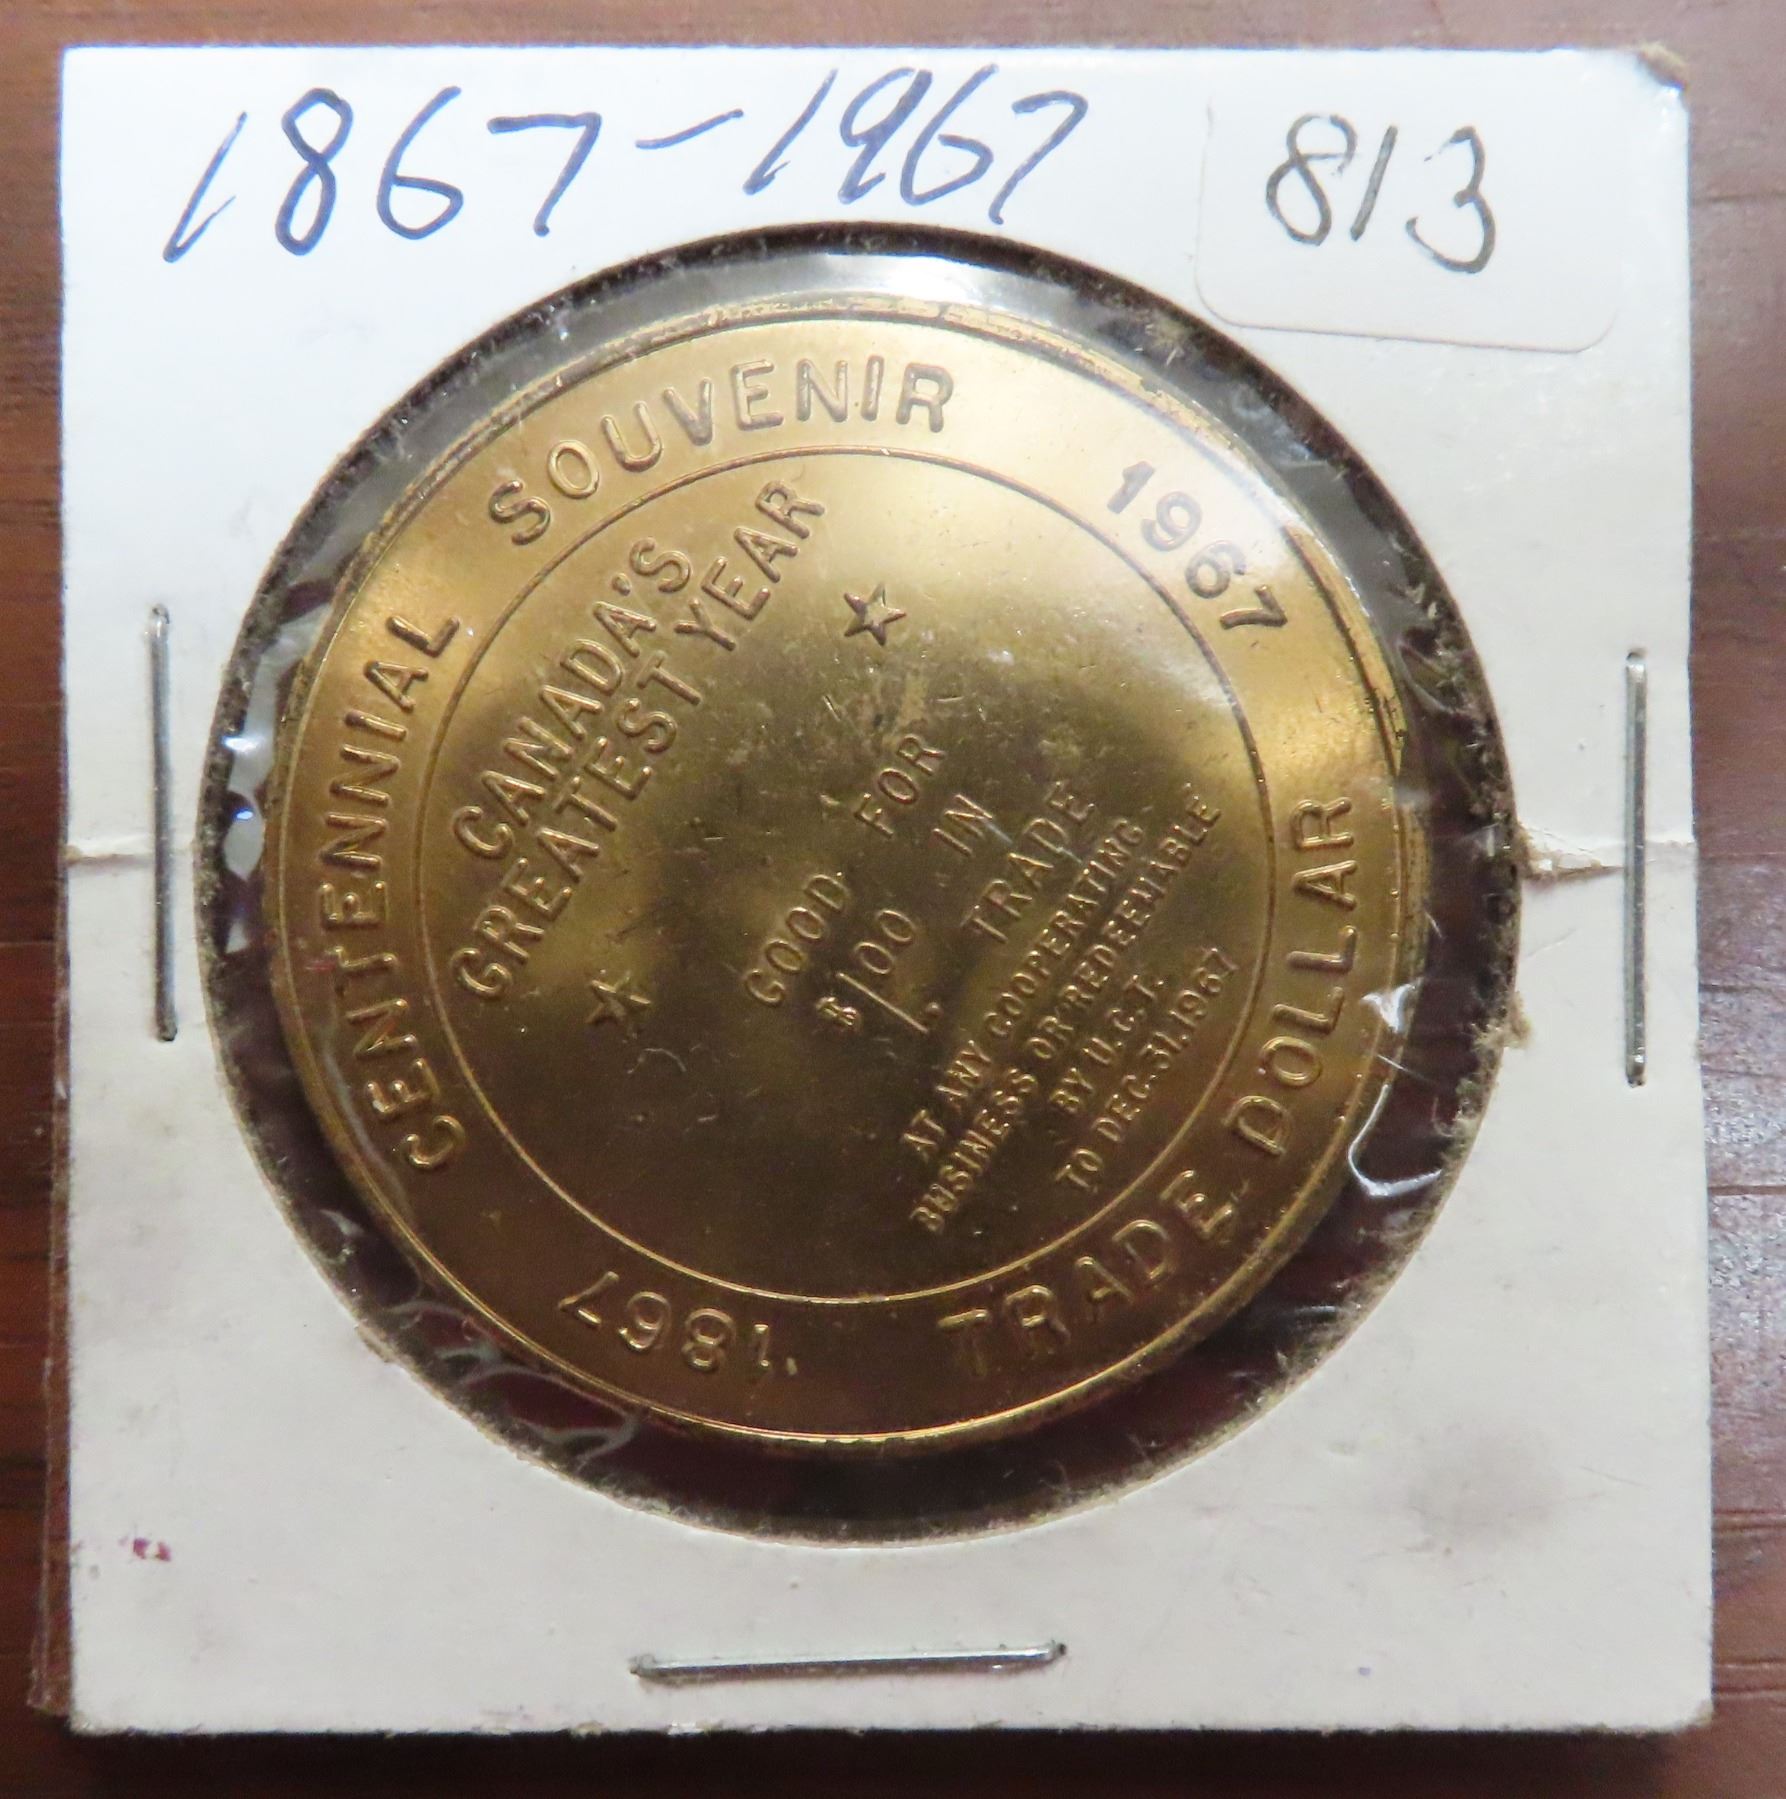 1867-1967
813
CENTENNIAL SOUVENIR
1967
TRADE DOLLAR
1867
CANADA'S
GREATEST YEAR
GOOD FOR
$1.00 IN
TRADE
AT ANY COOPERATING
BUSINESS OR REDEEMABLE
BY U.C.T.
TO DEC. 31. 1967